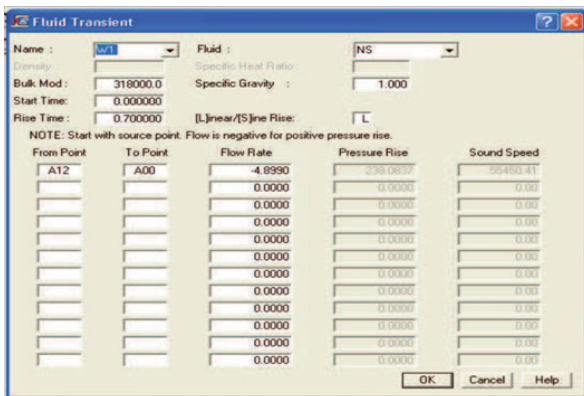 Fluid Transient
Name : W1 Fluid : NS
Density: Specific Heat Ratio:
Bulk Mod : 318000.0 Specific Gravity : 1.000
Start Time: 0.000000
Rise Time : 0.700000 [L]inear/[S]ine Rise: L
NOTE: Start with source point. Flow is negative for positive pressure rise.
From Point To Point Flow Rate Pressure Rise Sound Speed
A12 A00 -4.8990 238.0837 55450.41
0.0000 0.0000 0.00
0.0000 0.0000 0.00
0.0000 0.0000 0.00
0.0000 0.0000 0.00
0.0000 0.0000 0.00
0.0000 0.0000 0.00
0.0000 0.0000 0.00
0.0000 0.0000 0.00
0.0000 0.0000 0.00
0.0000 0.0000 0.00
0.0000 0.0000 0.00
OK Cancel Help